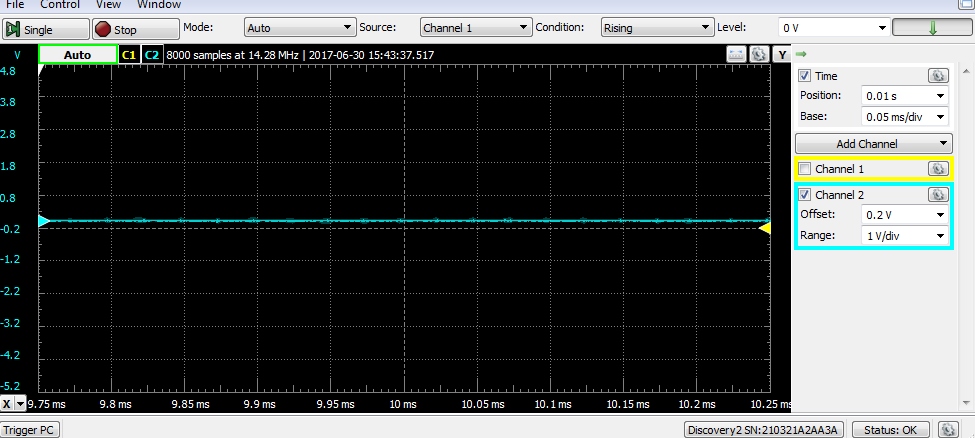 File Control View Window
Single Stop Mode: Auto Source: Channel 1 Condition: Rising Level: 0 V
V Auto C1 C2 8000 samples at 14.28 MHz | 2017-06-30 15:43:37.517 Y
4.8
3.8
2.8
1.8
0.8
-0.2
-1.2
-2.2
-3.2
-4.2
-5.2
X 9.75 ms 9.8 ms 9.85 ms 9.9 ms 9.95 ms 10 ms 10.05 ms 10.1 ms 10.15 ms 10.2 ms 10.25 ms
Time
Position: 0.01 s
Base: 0.05 ms/div
Add Channel
Channel 1
Channel 2
Offset: 0.2 V
Range: 1 V/div
Trigger PC Discovery2 SN:210321A2AA3A Status: OK